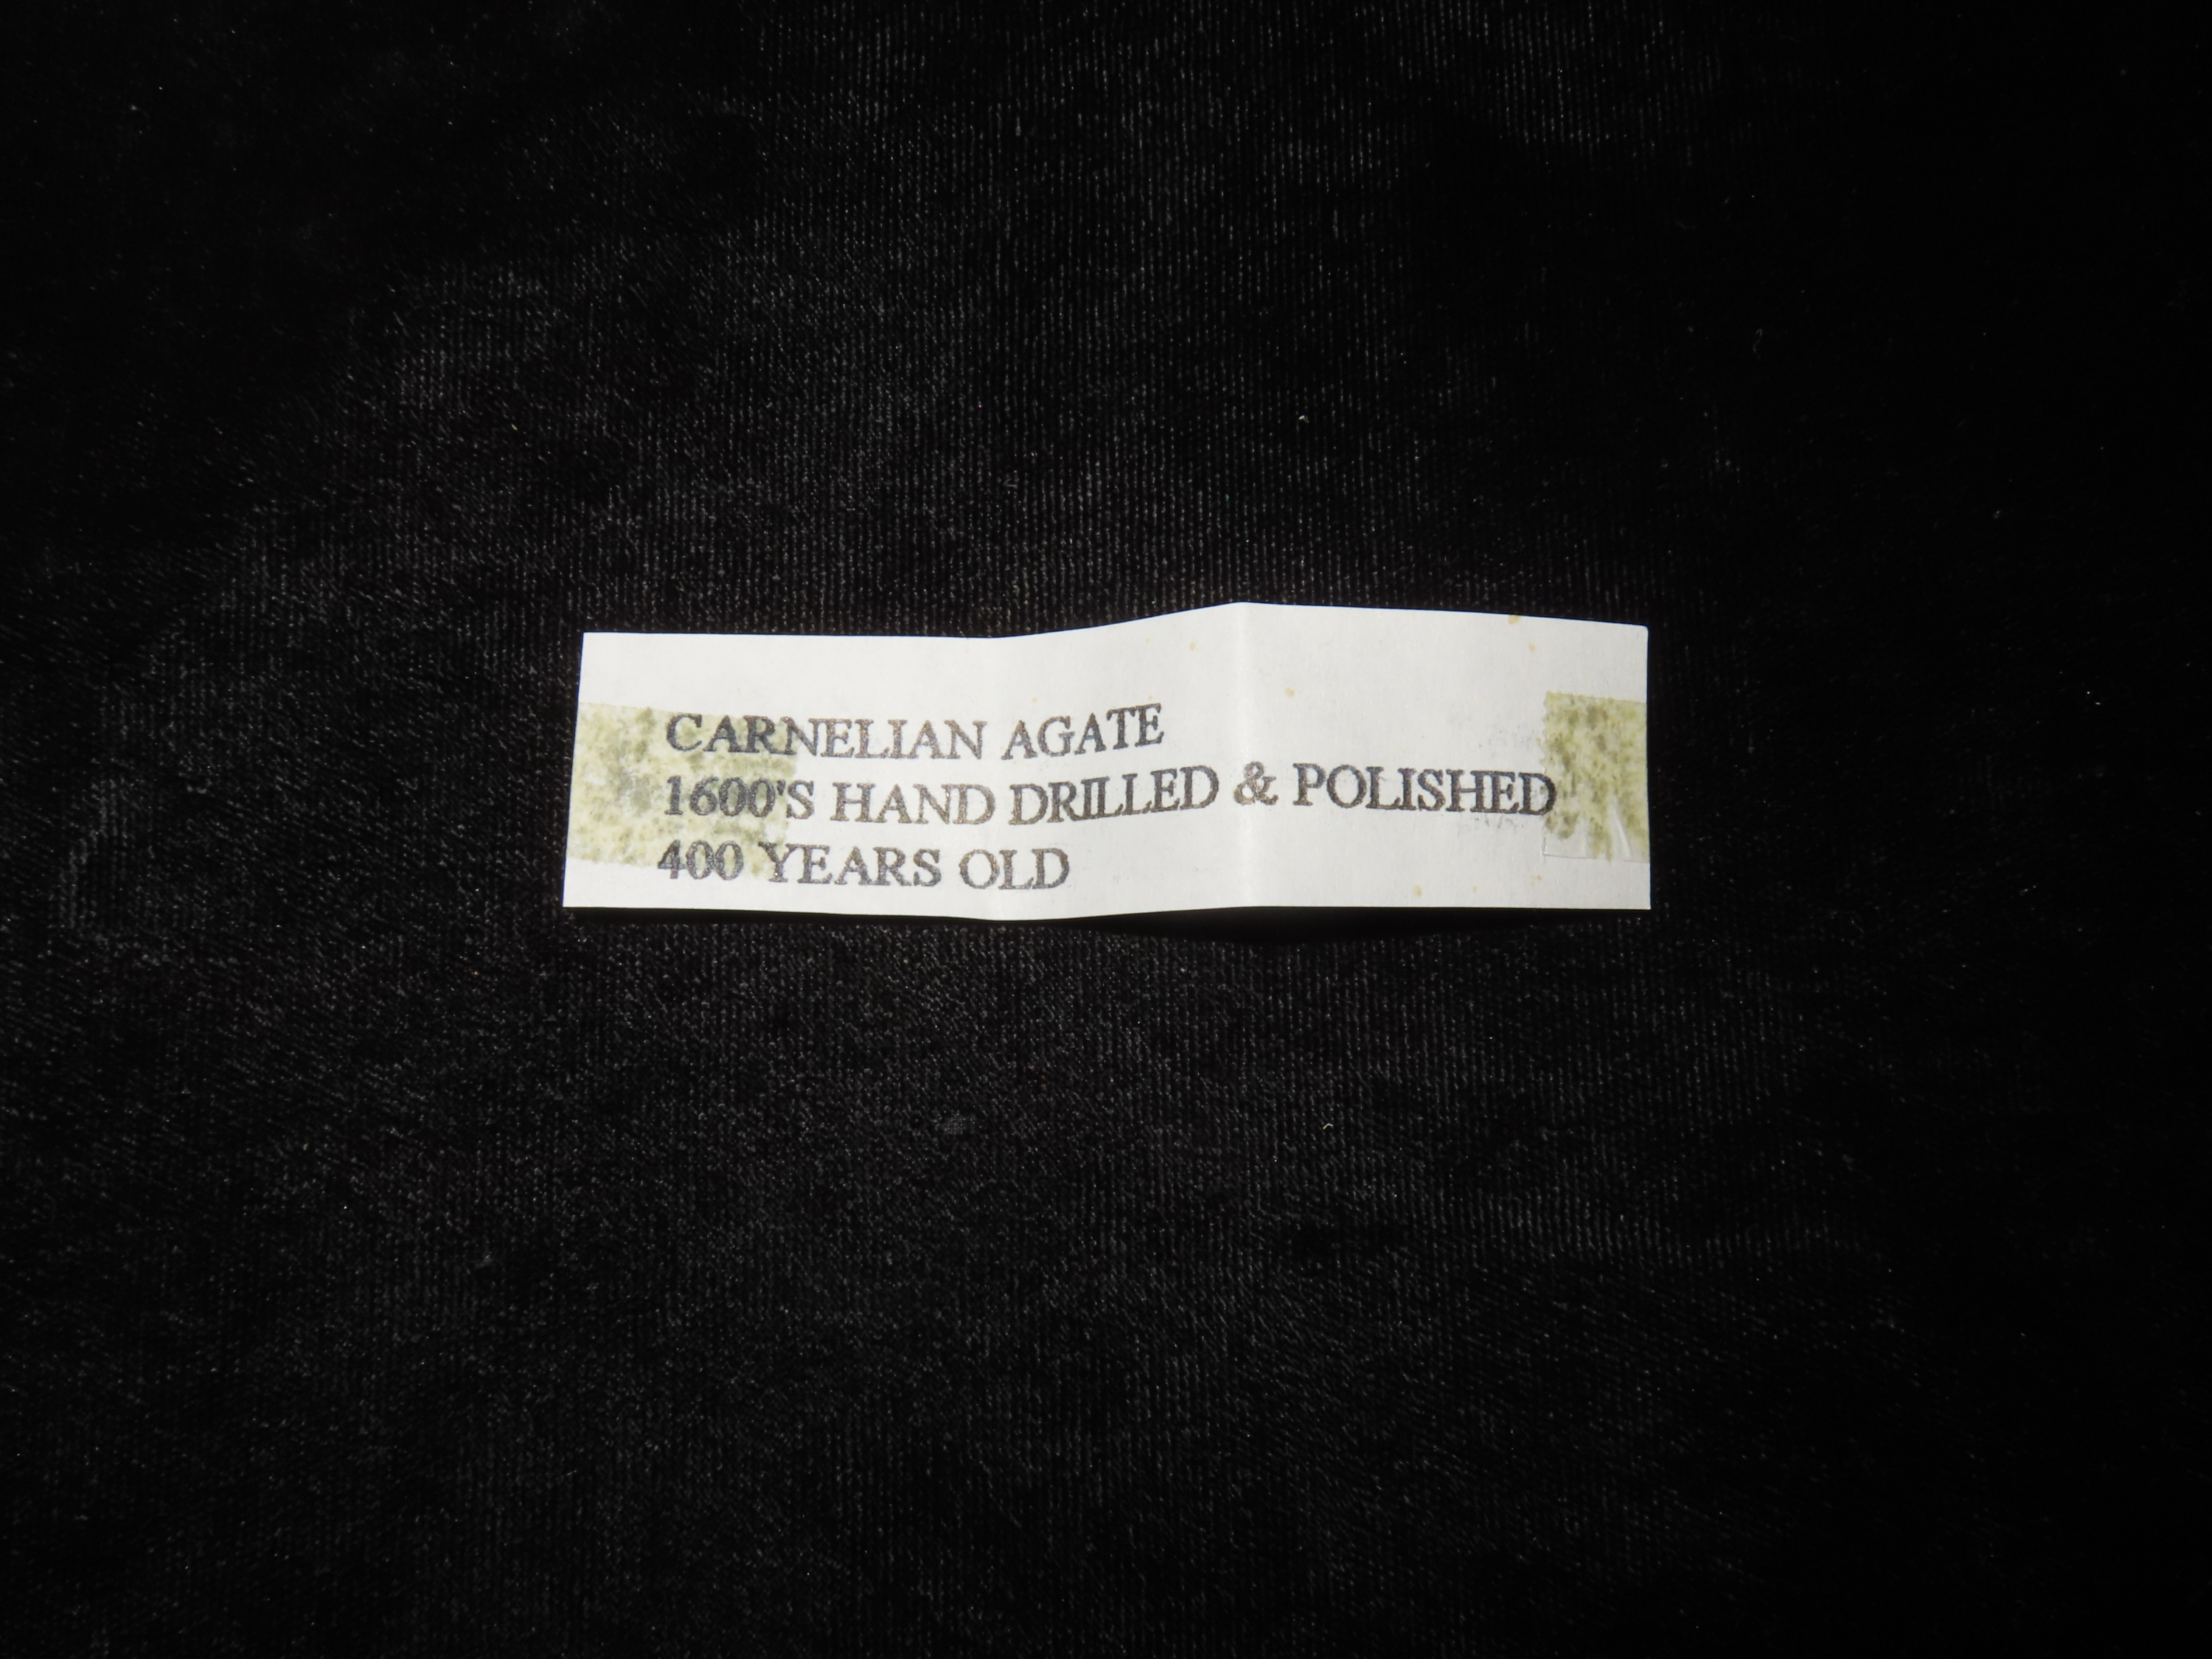 CARNELIAN AGATE
1600'S HAND DRILLED & POLISHED
400 YEARS OLD